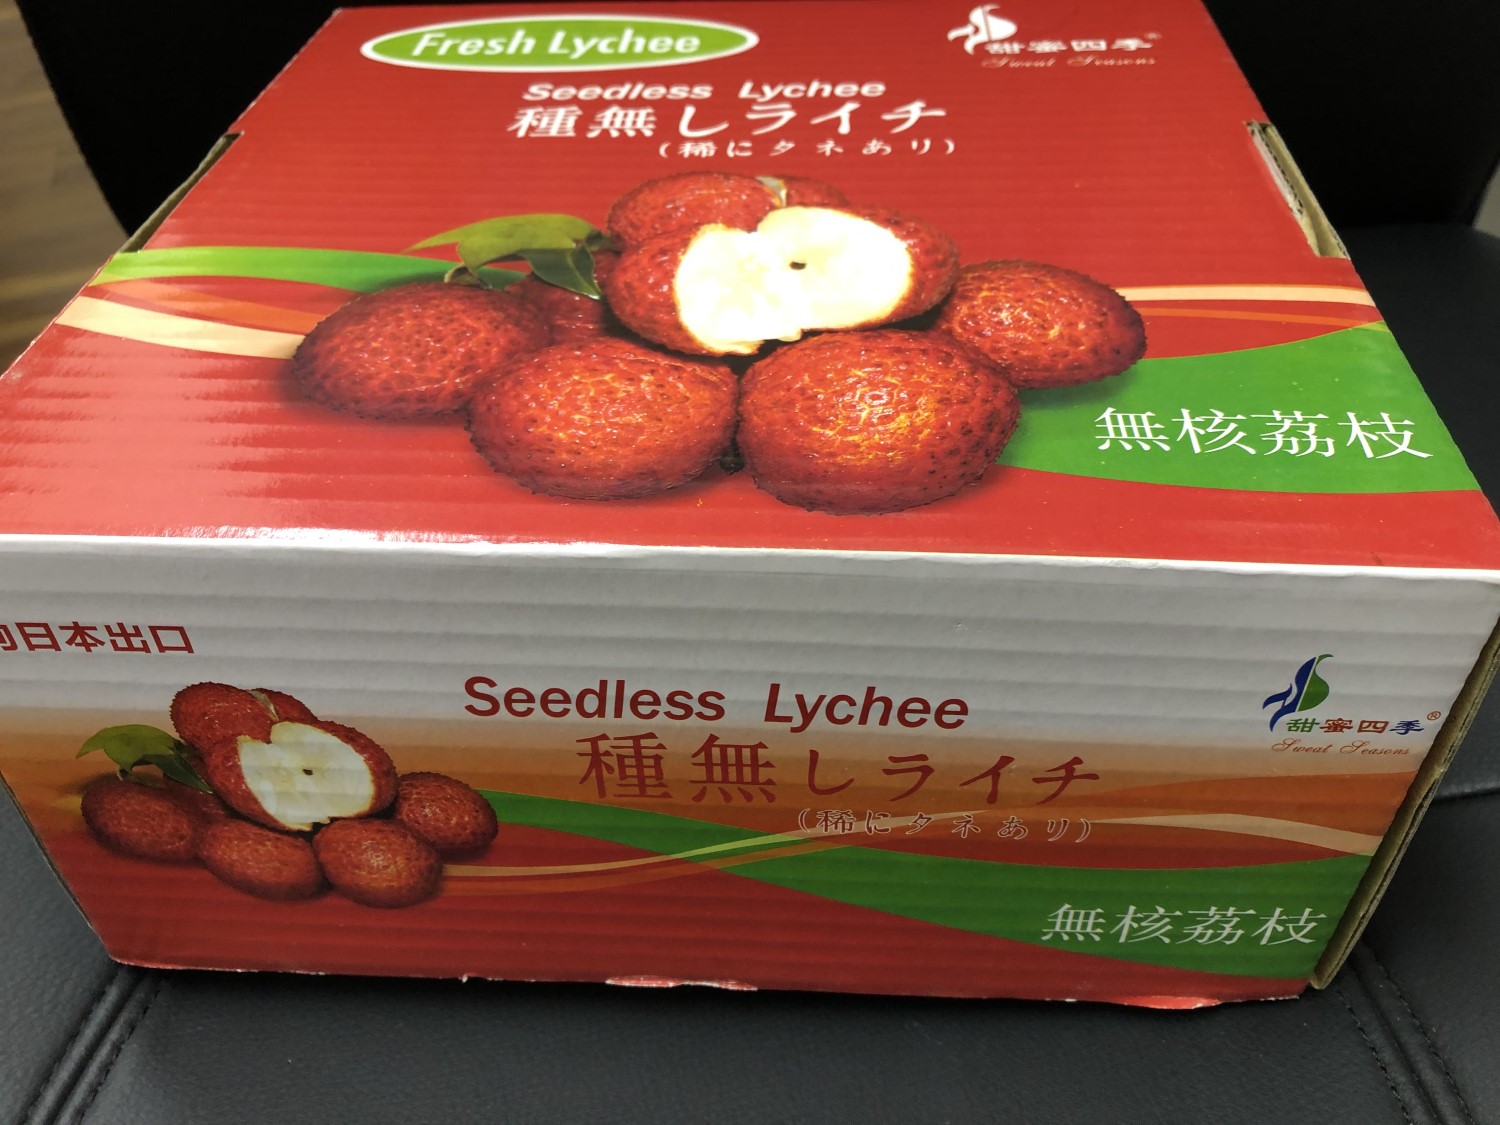 Fresh Lychee
甜蜜四季
Sweat Seasons
Seedless Lychee
種無しライチ
(稀にタネあり)
無核荔枝
向日本出口
Seedless Lychee
種無しライチ
(稀にタネあり)
甜蜜四季®
Sweat Seasons
無核荔枝